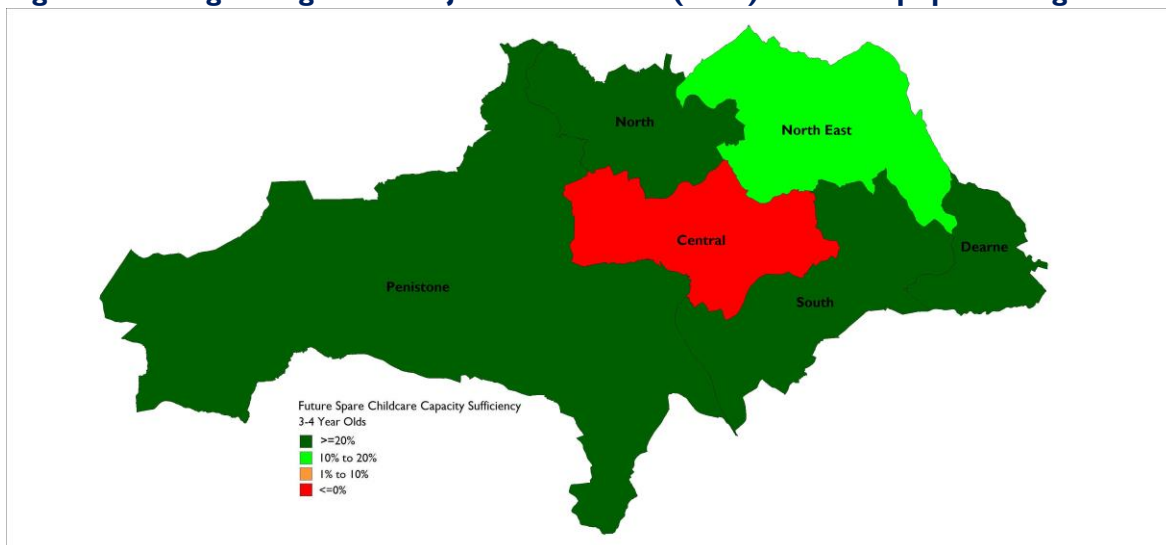 North
North East
Central
Dearne
Penistone
South
Future Spare Childcare Capacity Sufficiency
3-4 Year Olds
>=20%
10% to 20%
1% to 10%
<=0%